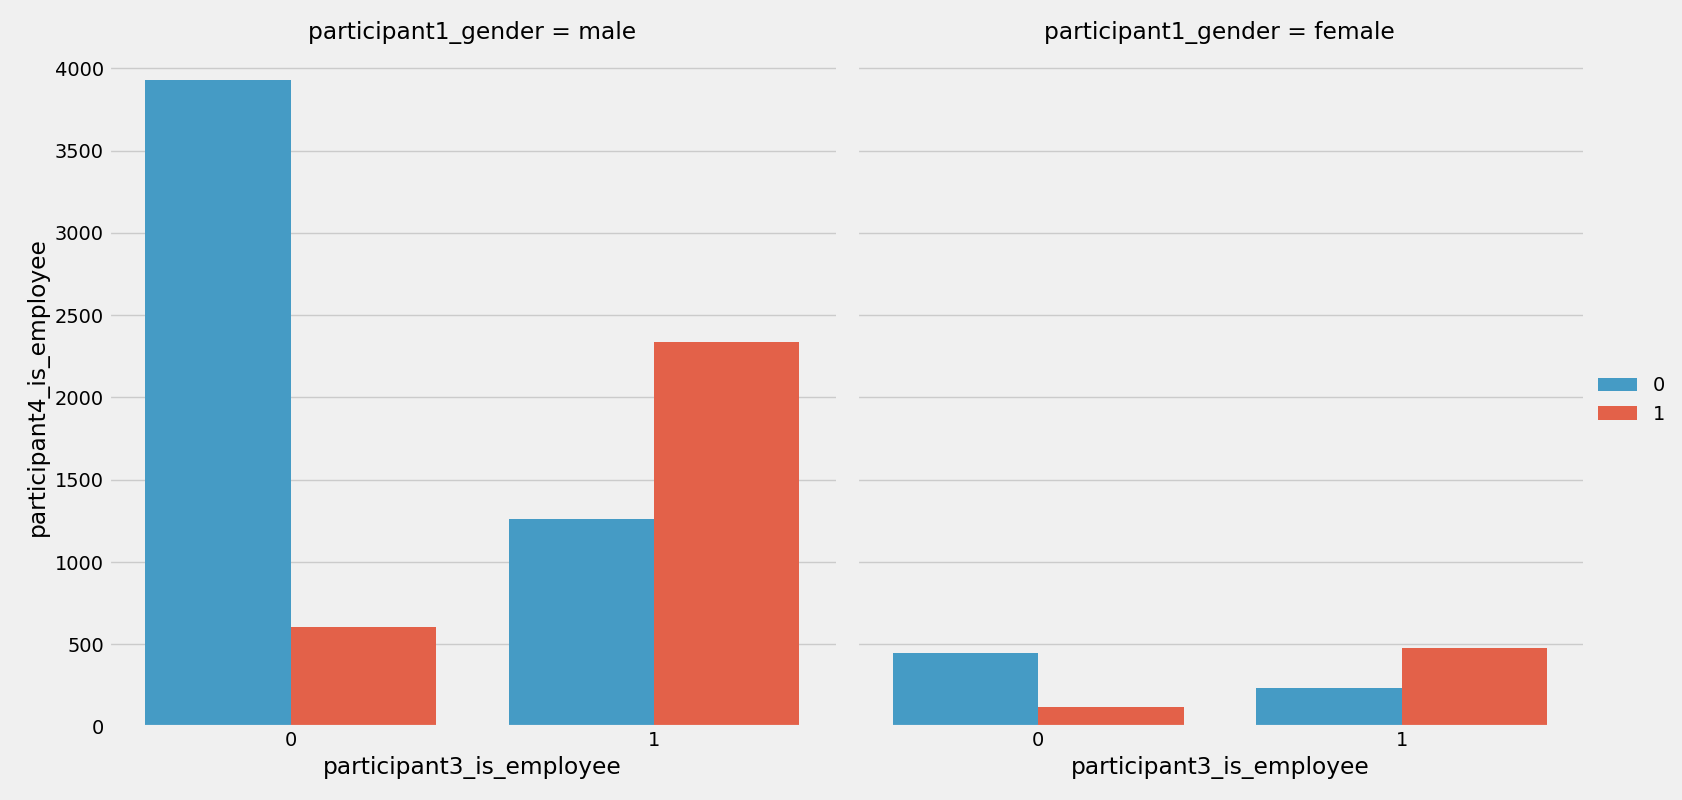 participant1_gender = male
participant1_gender = female
4000
3500
3000
2500
2000
1500
1000
500
0
participant4_is_employee
0 1
participant3_is_employee
0 1
participant3_is_employee
0
1